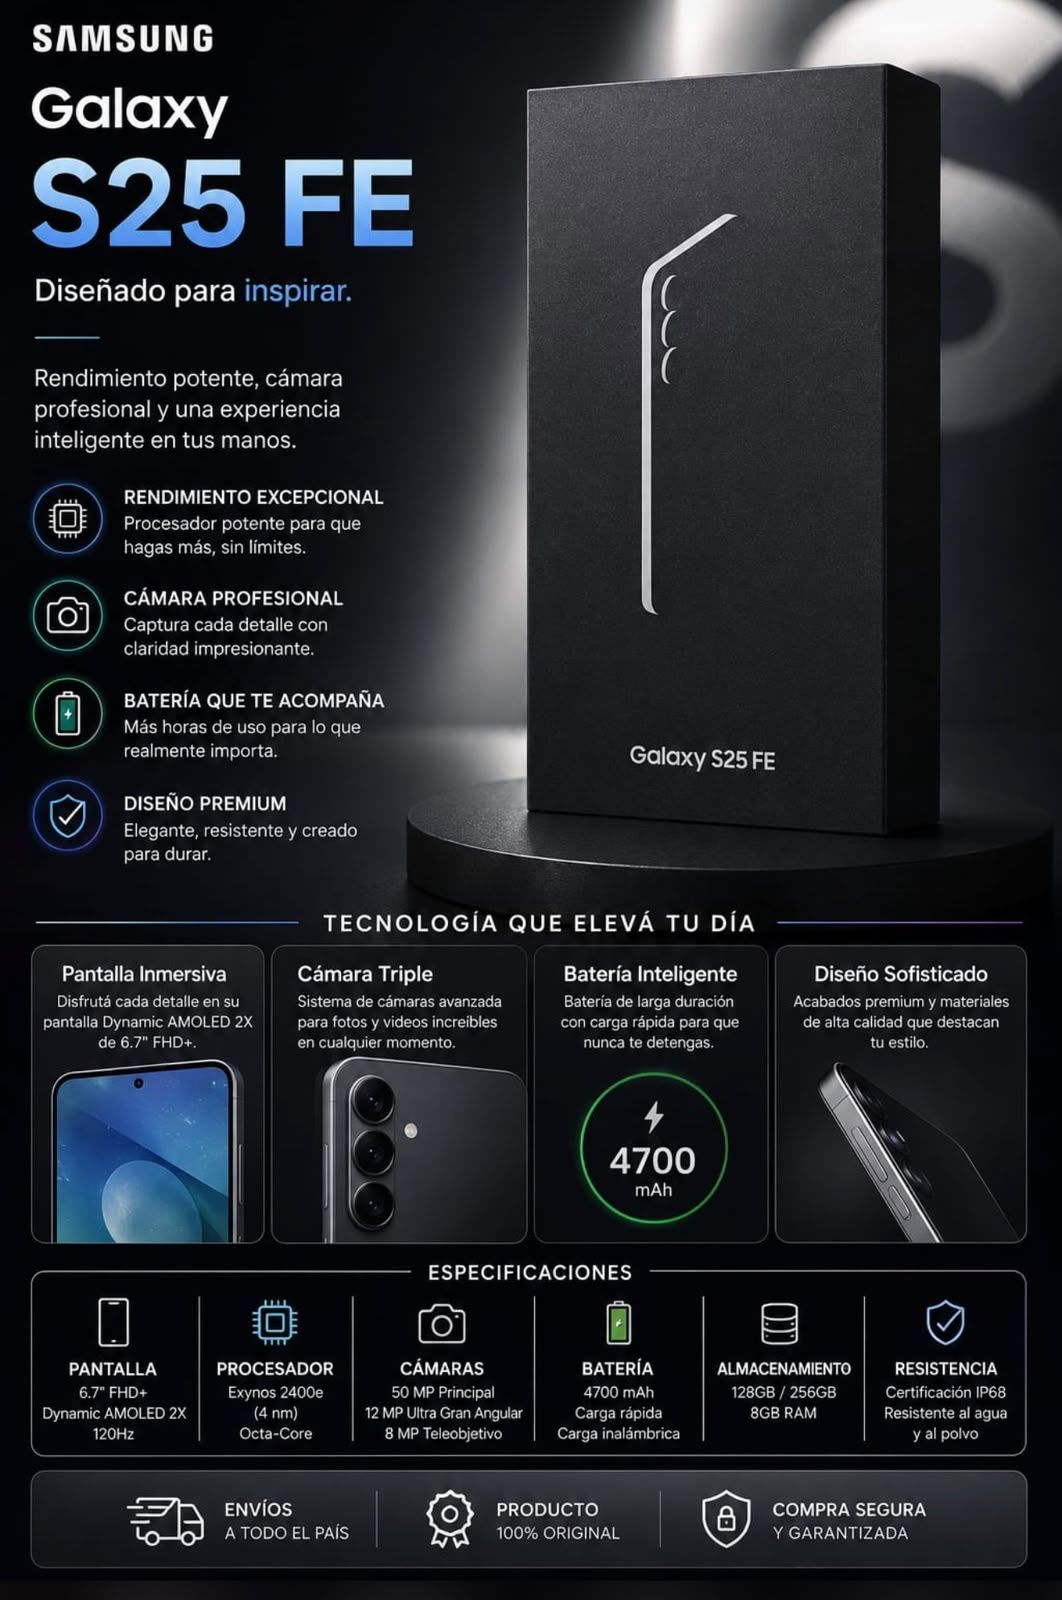 SAMSUNG
Galaxy
S25 FE
Diseñado para inspirar.
Rendimiento potente, cámara
profesional y una experiencia
inteligente en tus manos.
RENDIMIENTO EXCEPCIONAL
Procesador potente para que
hagas más, sin límites.
CÁMARA PROFESIONAL
Captura cada detalle con
claridad impresionante.
BATERÍA QUE TE ACOMPAÑA
Más horas de uso para lo que
realmente importa.
DISEÑO PREMIUM
Elegante, resistente y creado
para durar.
Galaxy S25 FE
TECNOLOGÍA QUE ELEVÁ TU DÍA
Pantalla Inmersiva
Disfrutá cada detalle en su
pantalla Dynamic AMOLED 2X
de 6.7" FHD+.
Cámara Triple
Sistema de cámaras avanzada
para fotos y videos increíbles
en cualquier momento.
Batería Inteligente
Batería de larga duración
con carga rápida para que
nunca te detengas.
4700
mAh
Diseño Sofisticado
Acabados premium y materiales
de alta calidad que destacan
tu estilo.
ESPECIFICACIONES
PANTALLA
6.7" FHD+
Dynamic AMOLED 2X
120Hz
PROCESADOR
Exynos 2400e
(4 nm)
Octa-Core
CÁMARAS
50 MP Principal
12 MP Ultra Gran Angular
8 MP Teleobjetivo
BATERÍA
4700 mAh
Carga rápida
Carga inalámbrica
ALMACENAMIENTO
128GB / 256GB
8GB RAM
RESISTENCIA
Certificación IP68
Resistente al agua
y al polvo
ENVÍOS
A TODO EL PAÍS
PRODUCTO
100% ORIGINAL
COMPRA SEGURA
Y GARANTIZADA